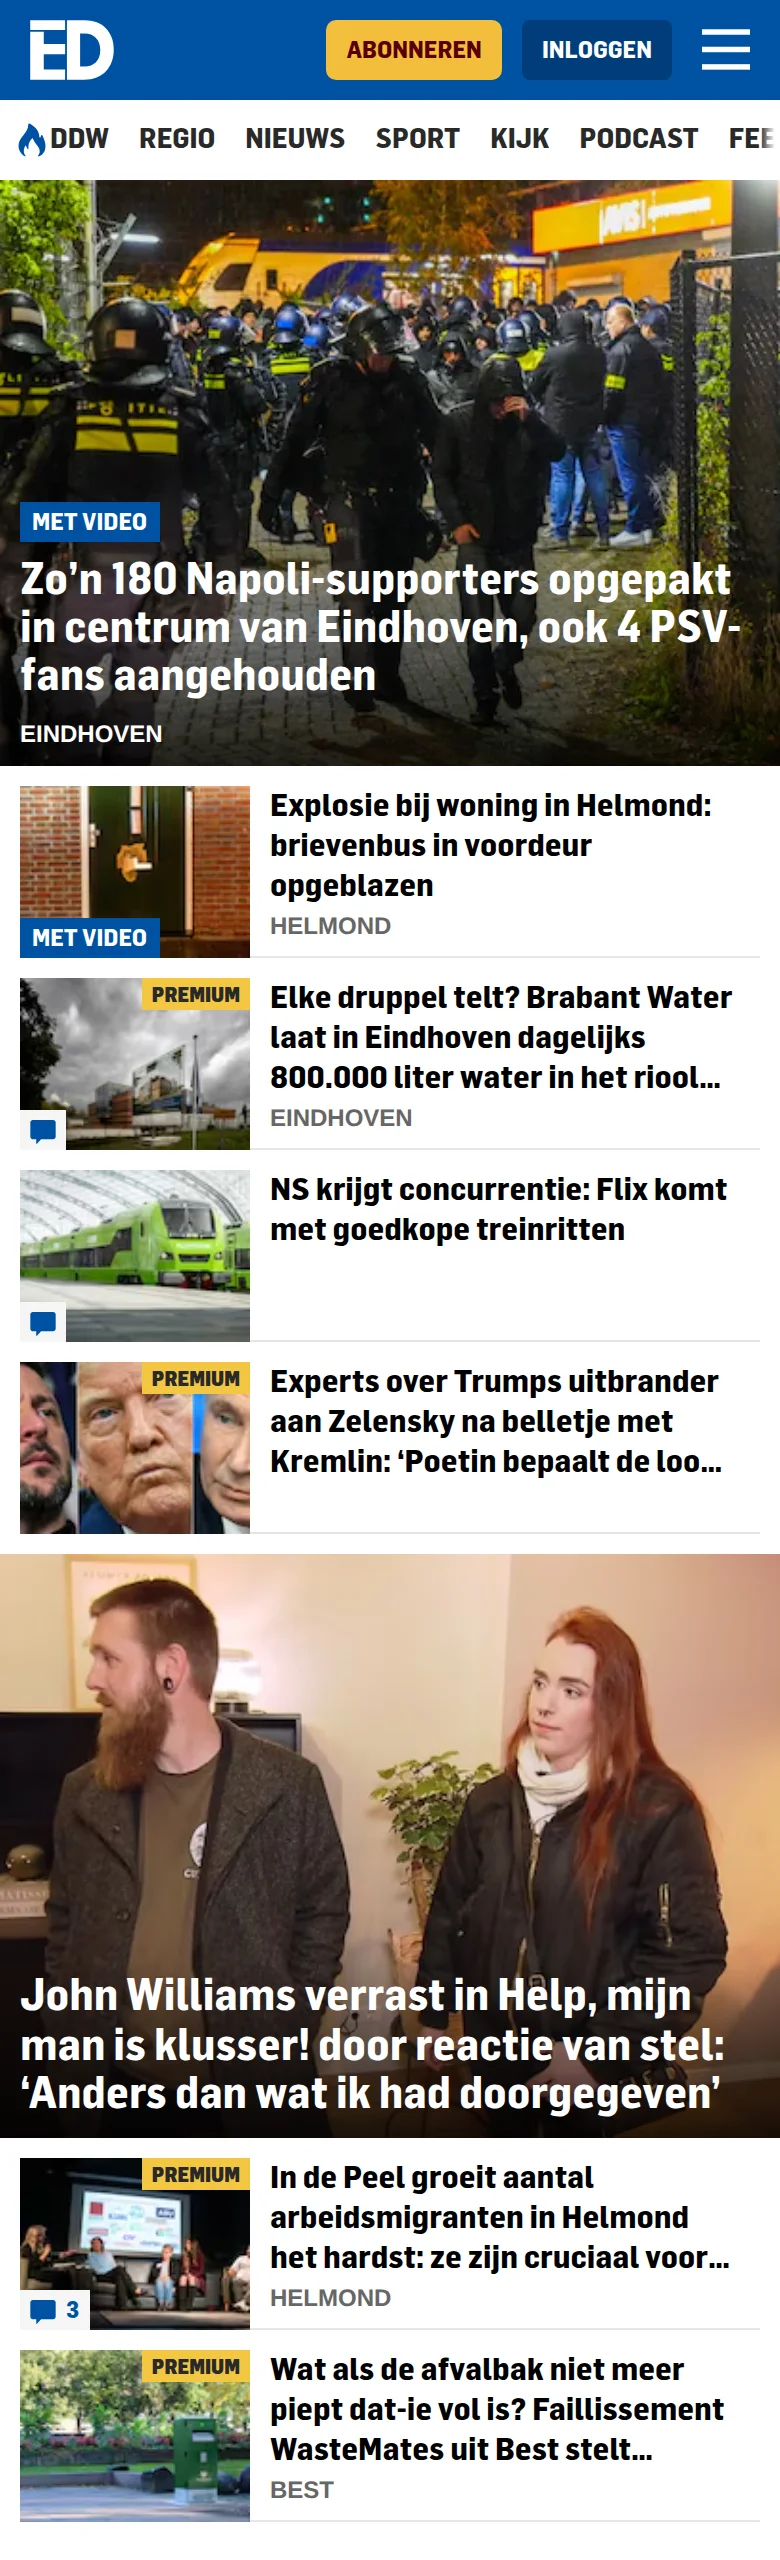 ED
ABONNEREN
INLOGGEN
DDW REGIO NIEUWS SPORT KIJK PODCAST FEE
MET VIDEO
Zo’n 180 Napoli-supporters opgepakt
in centrum van Eindhoven, ook 4 PSV-
fans aangehouden
EINDHOVEN
Explosie bij woning in Helmond:
brievenbus in voordeur
opgeblazen
HELMOND
MET VIDEO
PREMIUM
Elke druppel telt? Brabant Water
laat in Eindhoven dagelijks
800.000 liter water in het riool...
EINDHOVEN
NS krijgt concurrentie: Flix komt
met goedkope treinritten
PREMIUM
Experts over Trumps uitbrander
aan Zelensky na belletje met
Kremlin: ‘Poetin bepaalt de loo...
John Williams verrast in Help, mijn
man is klusser! door reactie van stel:
‘Anders dan wat ik had doorgegeven’
PREMIUM
In de Peel groeit aantal
arbeidsmigranten in Helmond
het hardst: ze zijn cruciaal voor...
HELMOND
3
PREMIUM
Wat als de afvalbak niet meer
piept dat-ie vol is? Faillissement
WasteMates uit Best stelt...
BEST